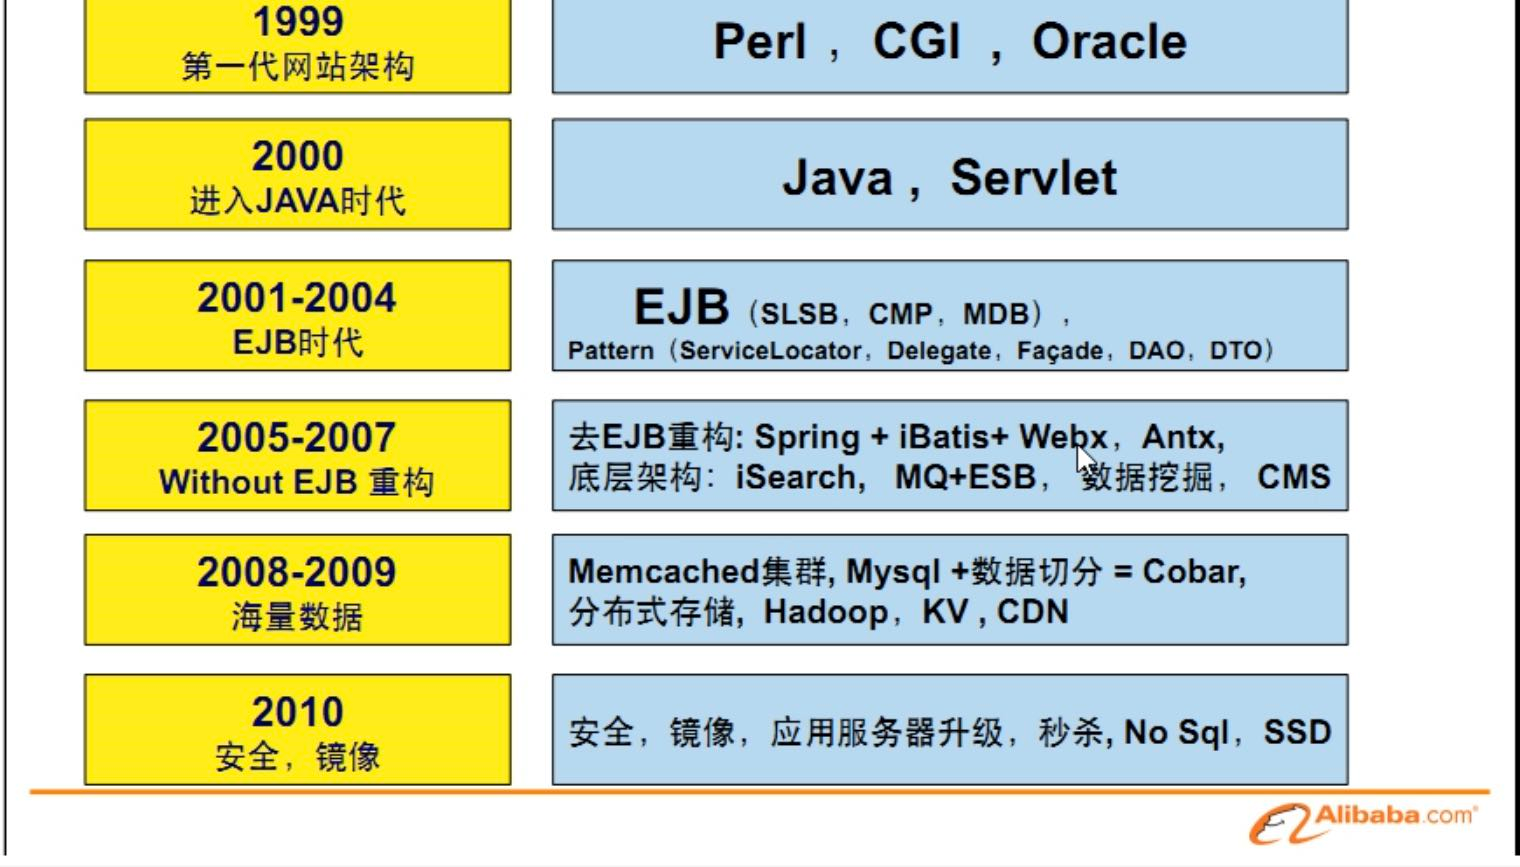 1999
第一代网站架构
Perl ，CGI ，Oracle
2000
进入JAVA时代
Java ，Servlet
2001-2004
EJB时代
EJB（SLSB，CMP，MDB），
Pattern（ServiceLocator，Delegate，Façade，DAO，DTO）
2005-2007
Without EJB 重构
去EJB重构: Spring + iBatis+ Webx，Antx,
底层架构：iSearch， MQ+ESB， 数据挖掘， CMS
2008-2009
海量数据
Memcached集群, Mysql +数据切分 = Cobar,
分布式存储, Hadoop，KV , CDN
2010
安全，镜像
安全，镜像，应用服务器升级，秒杀, No Sql，SSD
Alibaba.com®